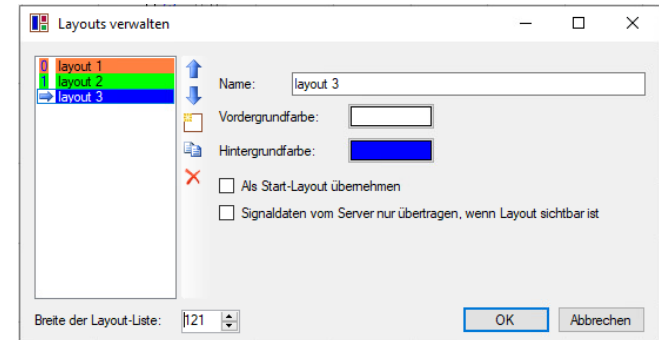 Layouts verwalten
0 layout 1
1 layout 2
layout 3
Name: layout 3
Vordergrundfarbe:
Hintergrundfarbe:
Als Start-Layout übernehmen
Signaldaten vom Server nur übertragen, wenn Layout sichtbar ist
Breite der Layout-Liste: 121
OK Abbrechen